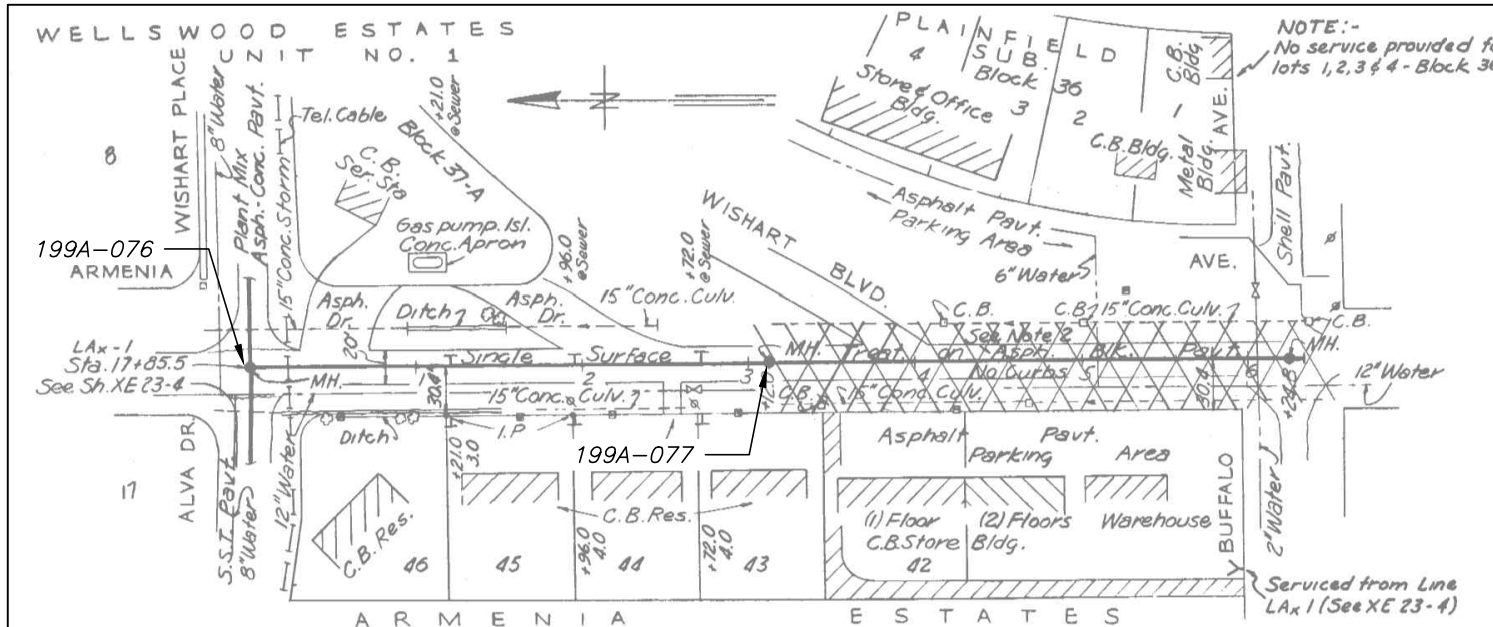 WELLSWOOD ESTATES
UNIT NO. 1
WISHART PLACE
8" Water
Plant Mix
Asph.-Conc. Pavt.
15" Conc. Storm
Tel. Cable
+21.0
@ Sewer
Block 37-A
C.B.
Ser. Sta
Gas pump. Isl.
Conc. Apron
8
199A-076
ARMENIA
N
PLAINFIELD
SUB.
Block 36
4
3
2
1
Store & Office
Bldg.
C.B. Bldg.
Metal
Bldg.
C.B.
Bldg.
AVE.
NOTE:-
No service provided fo
lots 1,2,3 & 4 - Block 36
Asphalt Pavt.
Parking Area
Shell Pavt.
WISHART
BLVD.
6" Water
AVE.
+96.0
@ Sewer
+72.0
@ Sewer
15" Conc. Culv.
Asph.
Dr.
Ditch
Asph.
Dr.
20'
C.B.
C.B.
15" Conc. Culv.
C.B.
See Note 2
LAx-1
Sta. 17+85.5
See Sh. XE 23-4
MH.
Single Surface
MH. Treat. on Asph. Blk. Pavt.
MH.
1
2
3
4
5
6
No Curbs
12" Water
30.4
15" Conc. Culv.
+12.0
C.B.
15" Conc. Culv.
30.4
+24.8
Ditch
I.P
199A-077
ALVA DR.
17
S.S.T. Pavt
8" Water
12" Water
+21.0
3.0
C.B. Res.
C.B. Res.
+96.0
4.0
+72.0
4.0
46
45
44
43
42
Asphalt Pavt.
Parking Area
(1) Floor
C.B. Store
(2) Floors
Bldg.
Warehouse
BUFFALO
2" Water
Serviced from Line
LAx 1 (See XE 23-4)
ARMENIA ESTATES